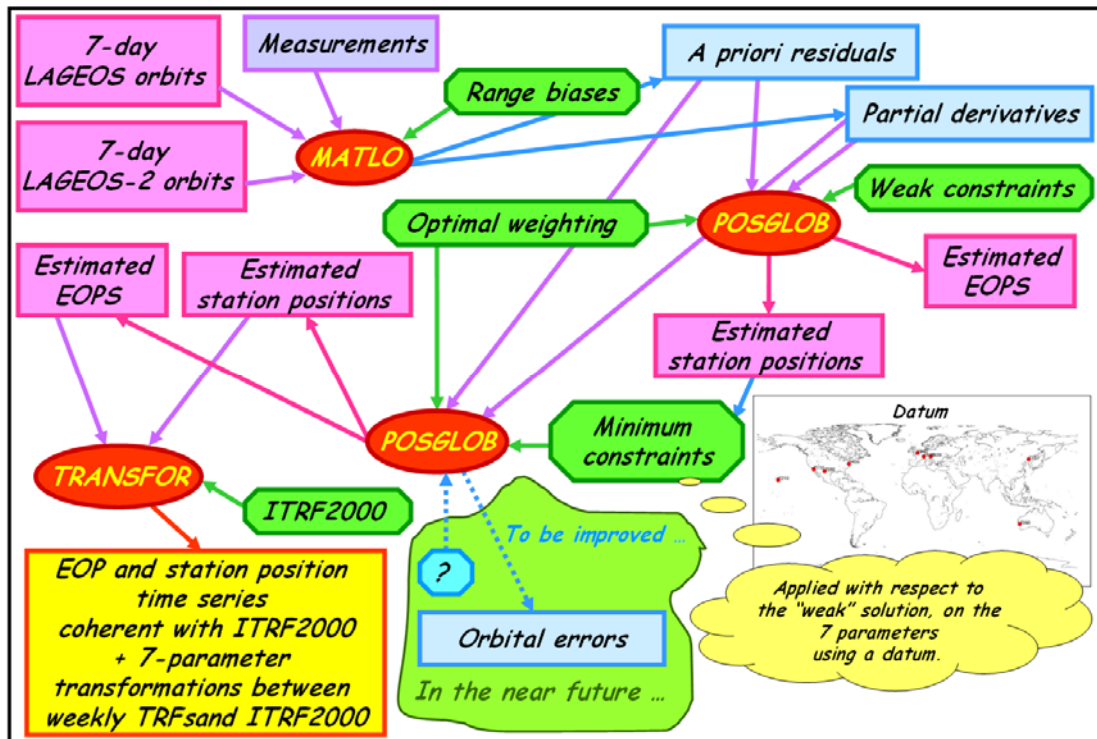 7-day
LAGEOS orbits
Measurements
A priori residuals
Range biases
Partial derivatives
MATLO
7-day
LAGEOS-2 orbits
Weak constraints
Optimal weighting
POSGLOB
Estimated
EOPS
Estimated
station positions
Estimated
EOPS
Estimated
station positions
Datum
POSGLOB
Minimum
constraints
TRANSFOR
ITRF2000
To be improved …
?
EOP and station position
time series
coherent with ITRF2000
+ 7-parameter
transformations between
weekly TRFsand ITRF2000
Orbital errors
In the near future …
Applied with respect to
the "weak" solution, on the
7 parameters
using a datum.